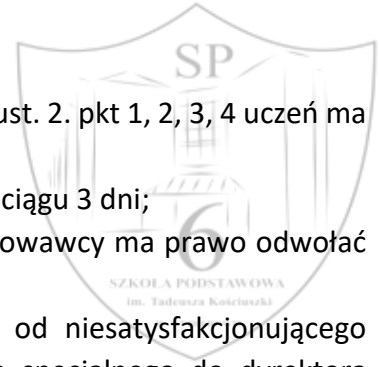 SP
ust. 2. pkt 1, 2, 3, 4 uczeń ma
ciągu 3 dni;
owawcy ma prawo odwołać
6
SZKOŁA PODSTAWOWA
im. Tadeusza Kościuszki
od niesatysfakcjonującego
specjalnego do dyrektora